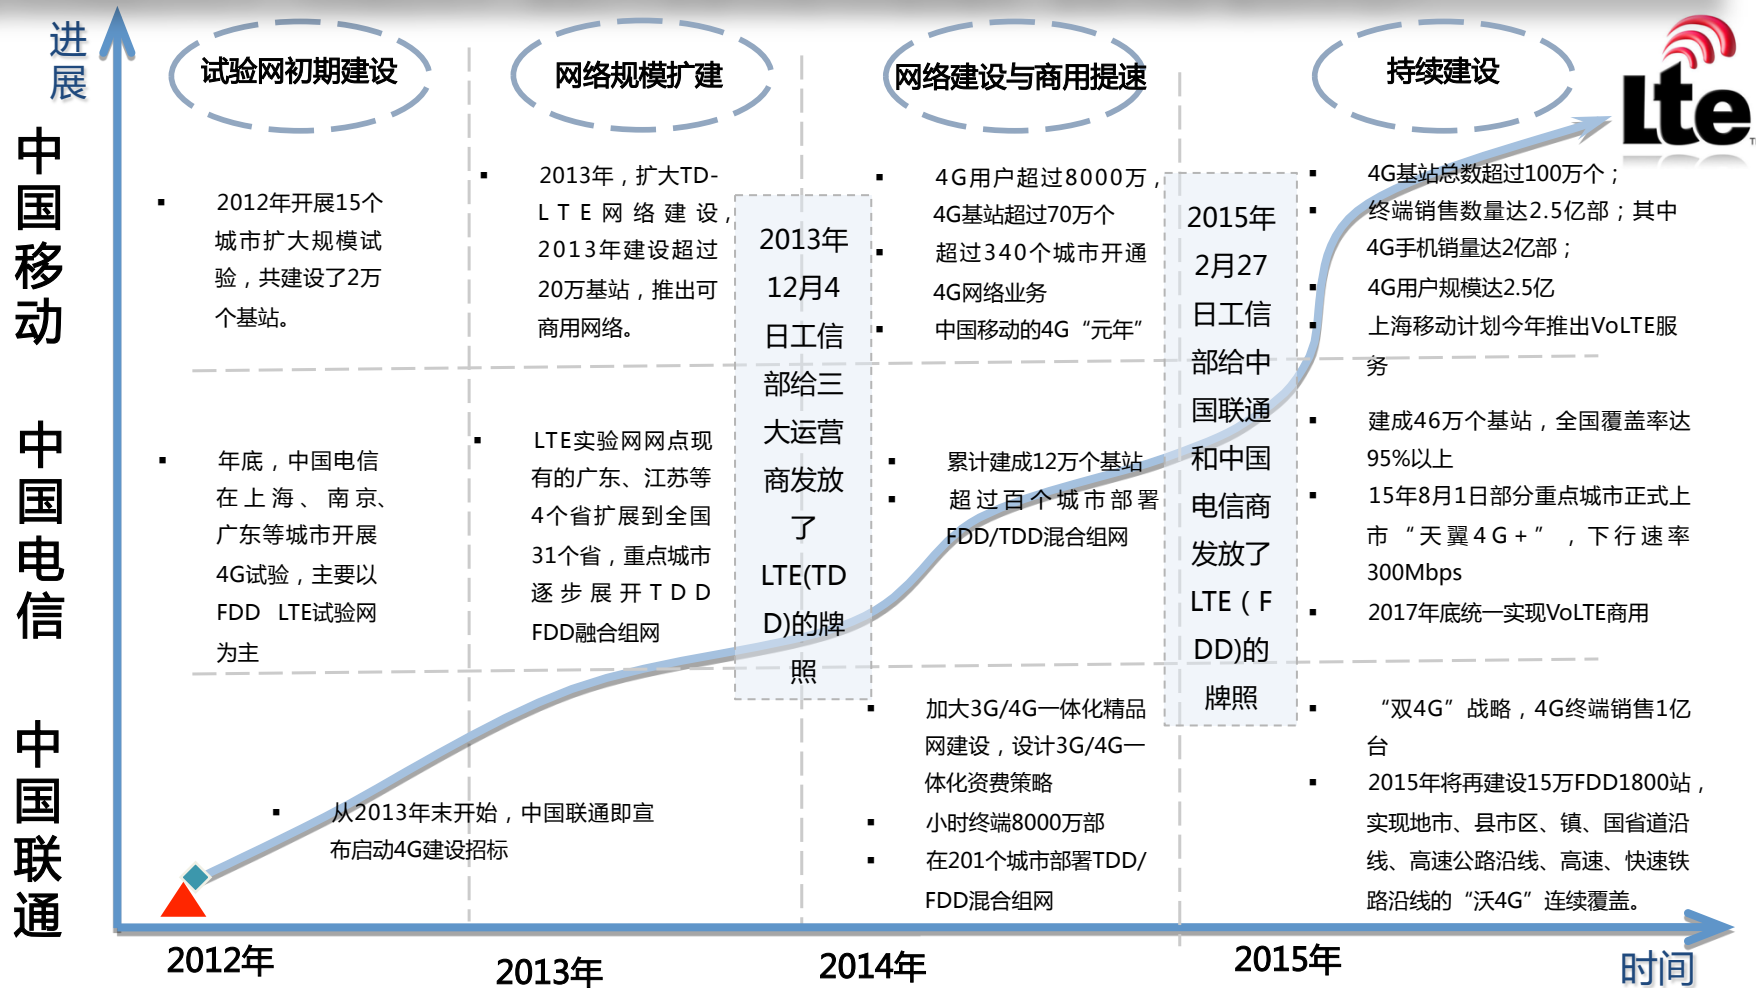 进
展
试验网初期建设
网络规模扩建
网络建设与商用提速
持续建设
Lte
中
国
移
动
2012年开展15个
城市扩大规模试
验，共建设了2万
个基站。
2013年，扩大TD-
LTE网络建设，
2013年建设超过
20万基站，推出可
商用网络。
4G用户超过8000万，
4G基站超过70万个
超过340个城市开通
4G网络业务
中国移动的4G“元年”
4G基站总数超过100万个；
终端销售数量达2.5亿部；其中
4G手机销量达2亿部；
4G用户规模达2.5亿
上海移动计划今年推出VoLTE服
务
2013年
12月4
日工信
部给三
大运营
商发放
了
LTE(TD
D)的牌
照
2015年
2月27
日工信
部给中
国联通
和中国
电信商
发放了
LTE（F
DD)的
牌照
中
国
电
信
年底，中国电信
在上海、南京、
广东等城市开展
4G试验，主要以
FDD LTE试验网
为主
LTE实验网网点现
有的广东、江苏等
4个省扩展到全国
31个省，重点城市
逐步展开TDD
FDD融合组网
累计建成12万个基站
超过百个城市部署
FDD/TDD混合组网
建成46万个基站，全国覆盖率达
95%以上
15年8月1日部分重点城市正式上
市“天翼4G+”，下行速率
300Mbps
2017年底统一实现VoLTE商用
中
国
联
通
从2013年末开始，中国联通即宣
布启动4G建设招标
加大3G/4G一体化精品
网建设，设计3G/4G一
体化资费策略
小时终端8000万部
在201个城市部署TDD/
FDD混合组网
“双4G”战略，4G终端销售1亿
台
2015年将再建设15万FDD1800站，
实现地市、县市区、镇、国省道沿
线、高速公路沿线、高速、快速铁
路沿线的“沃4G”连续覆盖。
2012年
2013年
2014年
2015年
时间